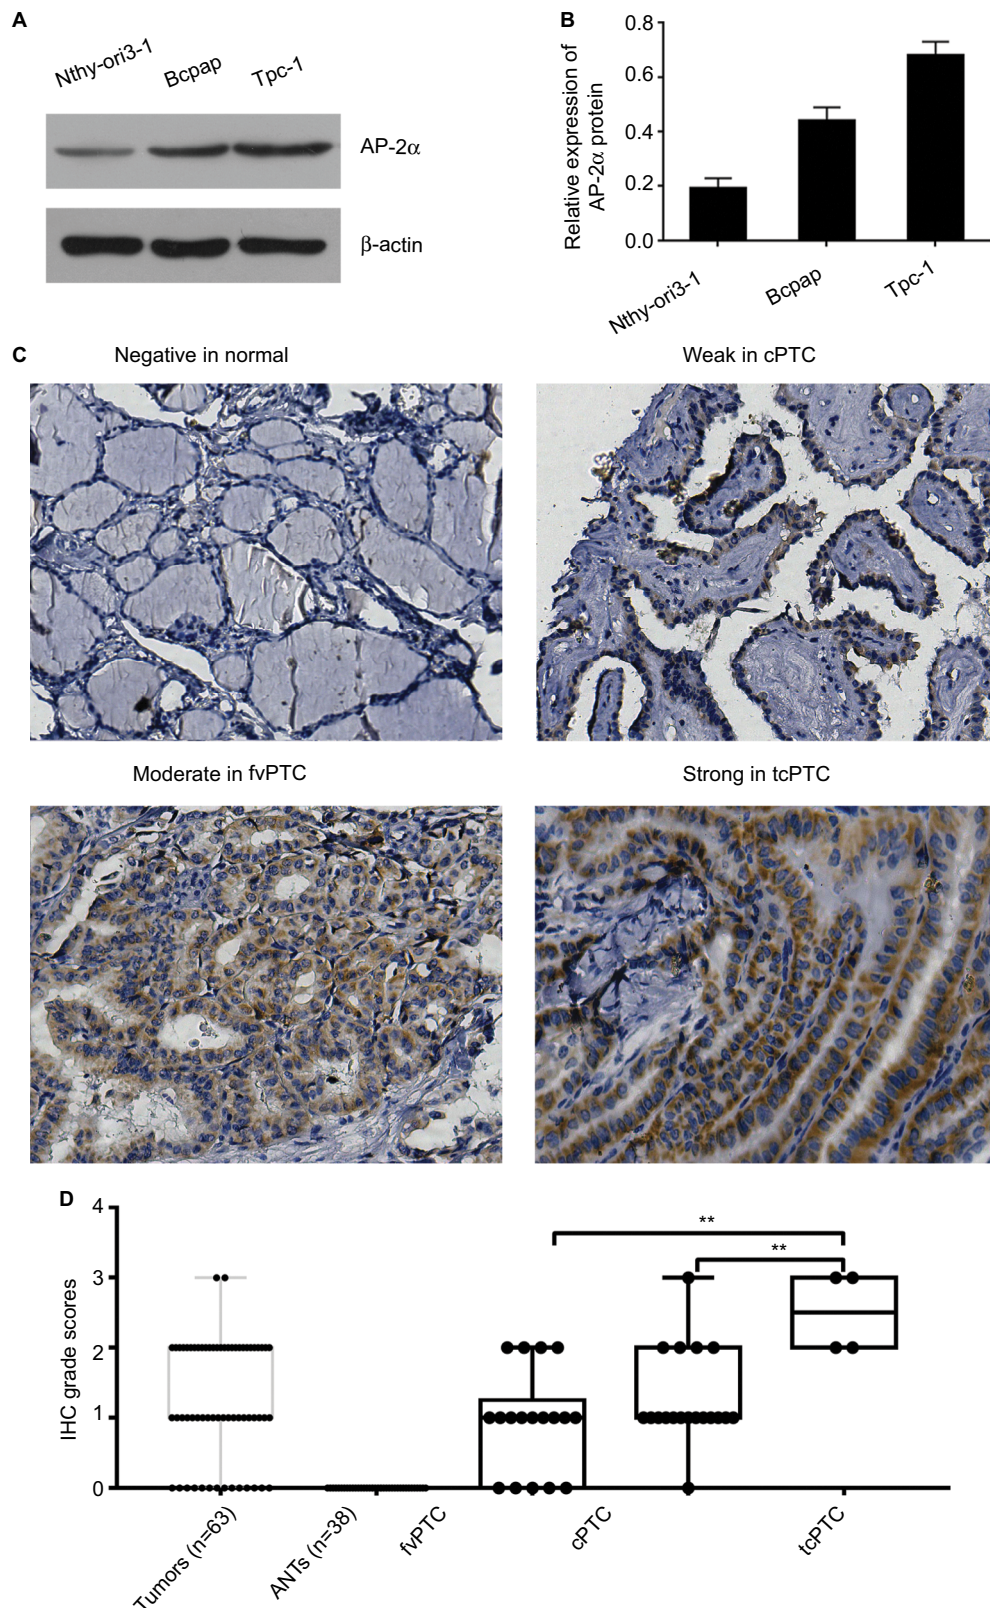 A
Nthy-ori3-1
Bcpap
Tpc-1
AP-2α
β-actin
B
Relative expression of
AP-2α protein
0.8
0.6
0.4
0.2
0.0
Nthy-ori3-1
Bcpap
Tpc-1
C
Negative in normal
Weak in cPTC
Moderate in fvPTC
Strong in tcPTC
D
IHC grade scores
4
3
2
1
0
**
**
Tumors (n=63)
ANTs (n=38)
fvPTC
cPTC
tcPTC